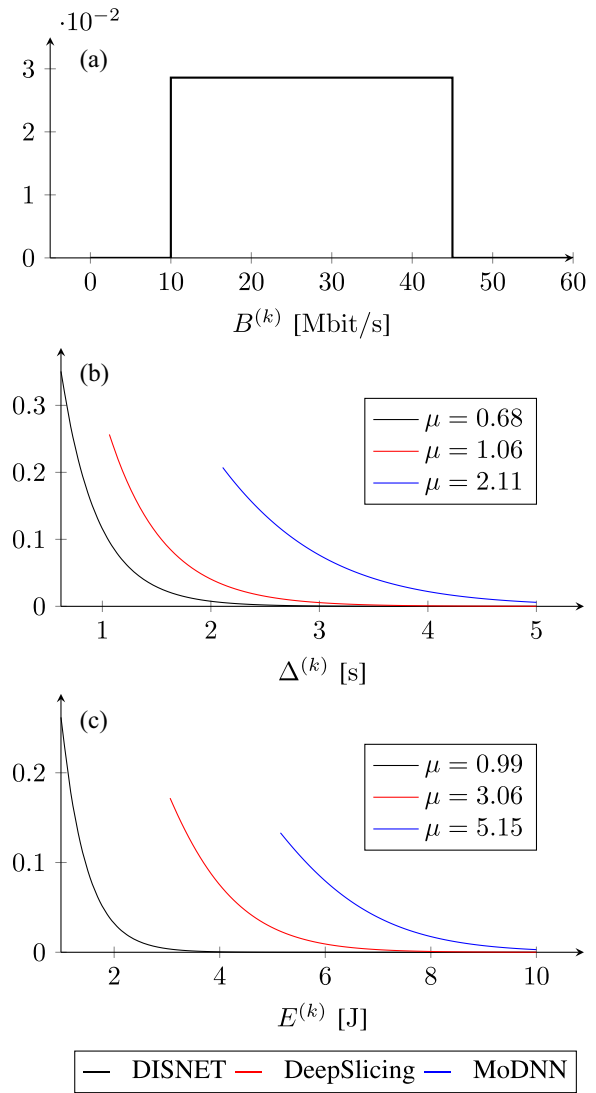 ·10⁻²
(a)
3
2
1
0
0 10 20 30 40 50 60
B⁽ᵏ⁾ [Mbit/s]
(b)
0.3
0.2
0.1
0
μ = 0.68
μ = 1.06
μ = 2.11
1 2 3 4 5
Δ⁽ᵏ⁾ [s]
(c)
0.2
0.1
0
μ = 0.99
μ = 3.06
μ = 5.15
2 4 6 8 10
E⁽ᵏ⁾ [J]
DISNET DeepSlicing MoDNN